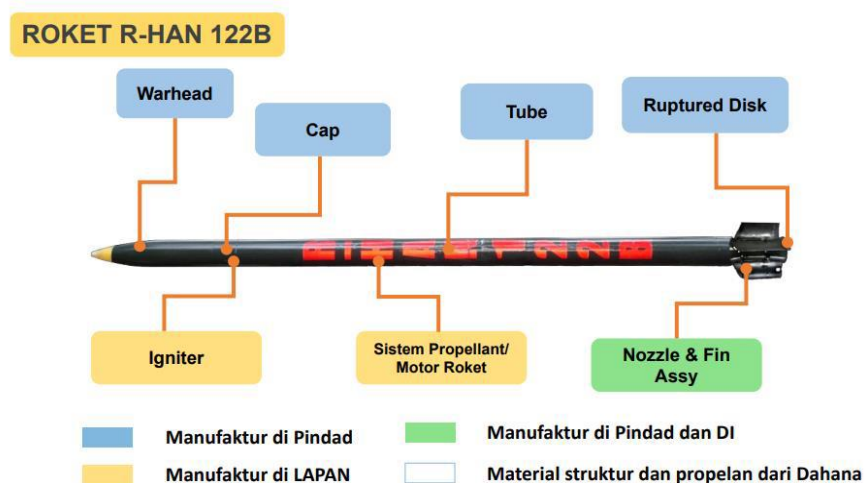 ROKET R-HAN 122B
Warhead
Cap
Tube
Ruptured Disk
Igniter
Sistem Propellant/
Motor Roket
Nozzle & Fin
Assy
Manufaktur di Pindad
Manufaktur di Pindad dan DI
Manufaktur di LAPAN
Material struktur dan propelan dari Dahana